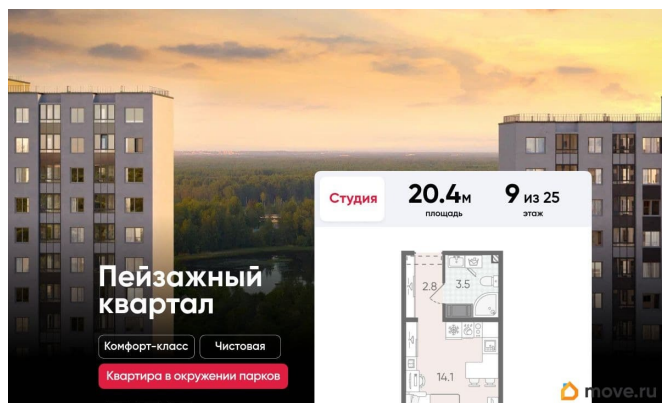 Студия
20.4м
площадь
9 из 25
этаж
Пейзажный
квартал
Комфорт-класс
Чистовая
Квартира в окружении парков
2.8
3.5
14.1
move.ru